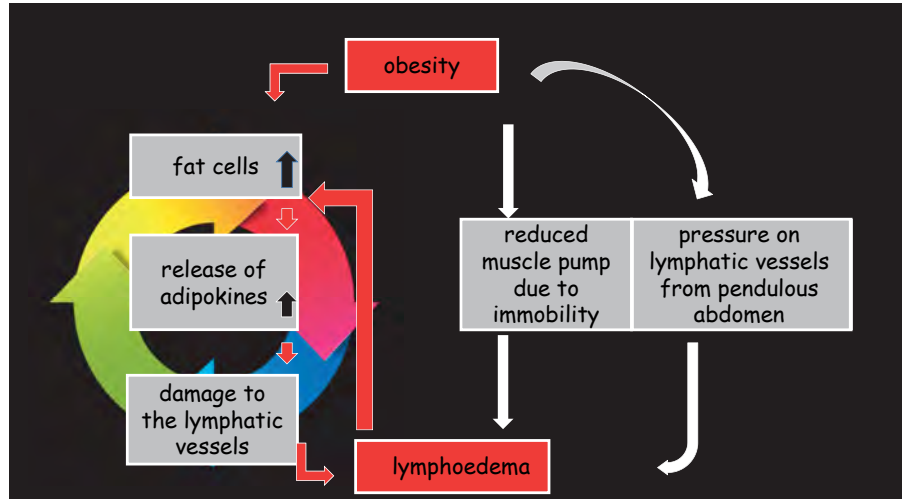 obesity
fat cells
release of
adipokines
damage to
the lymphatic
vessels
reduced
muscle pump
due to
immobility
pressure on
lymphatic vessels
from pendulous
abdomen
lymphoedema